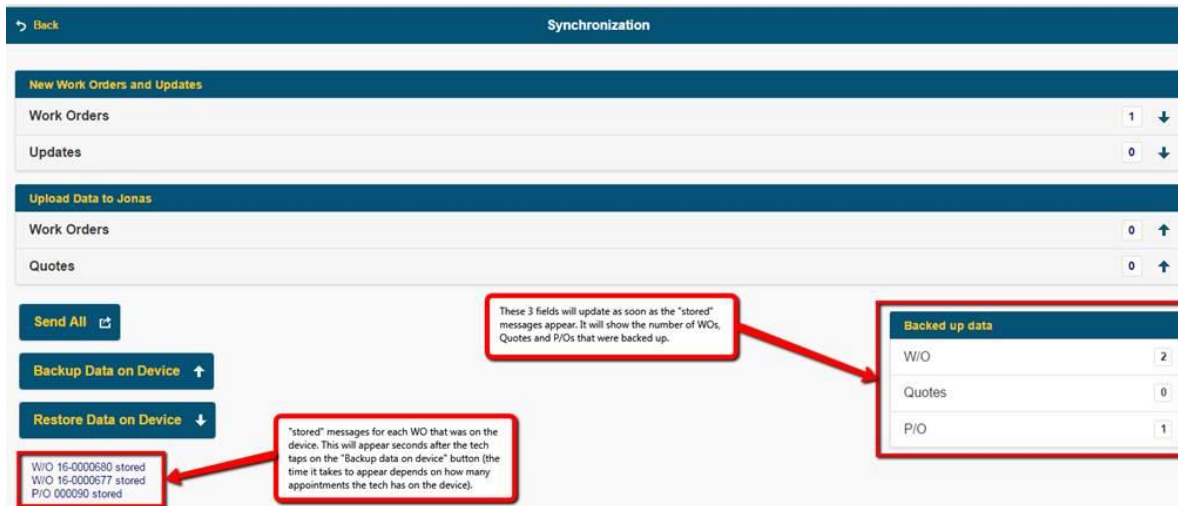 Back
Synchronization
New Work Orders and Updates
Work Orders 1
Updates 0
Upload Data to Jonas
Work Orders 0
Quotes 0
Send All
Backup Data on Device
Restore Data on Device
W/O 16-0000680 stored
W/O 16-0000677 stored
P/O 000090 stored
"stored" messages for each WO that was on the
device. This will appear seconds after the tech
taps on the "Backup data on device" button (the
time it takes to appear depends on how many
appointments the tech has on the device).
These 3 fields will update as soon as the "stored"
messages appear. It will show the number of WOs,
Quotes and P/Os that were backed up.
Backed up data
W/O 2
Quotes 0
P/O 1